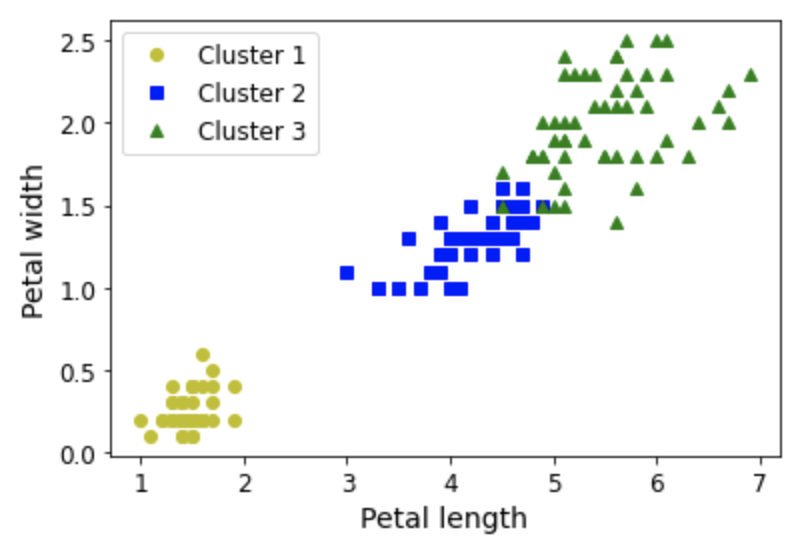 Cluster 1
Cluster 2
Cluster 3
Petal width
2.5
2.0
1.5
1.0
0.5
0.0
1 2 3 4 5 6 7
Petal length